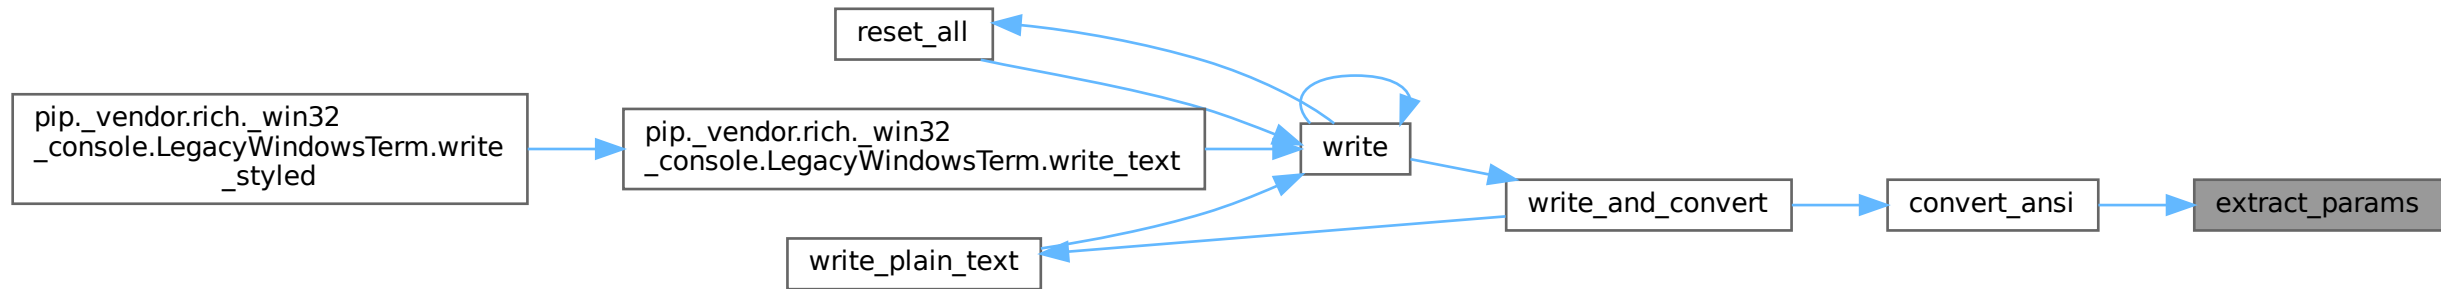 reset_all
pip._vendor.rich._win32
_console.LegacyWindowsTerm.write
_styled
pip._vendor.rich._win32
_console.LegacyWindowsTerm.write_text
write
write_and_convert
convert_ansi
extract_params
write_plain_text